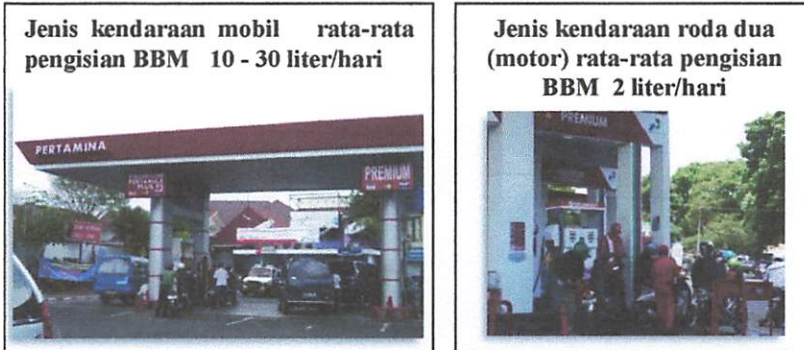 Jenis kendaraan mobil rata-rata
pengisian BBM 10 - 30 liter/hari
PERTAMINA
PREMIUM
Jenis kendaraan roda dua
(motor) rata-rata pengisian
BBM 2 liter/hari
PREMIUM